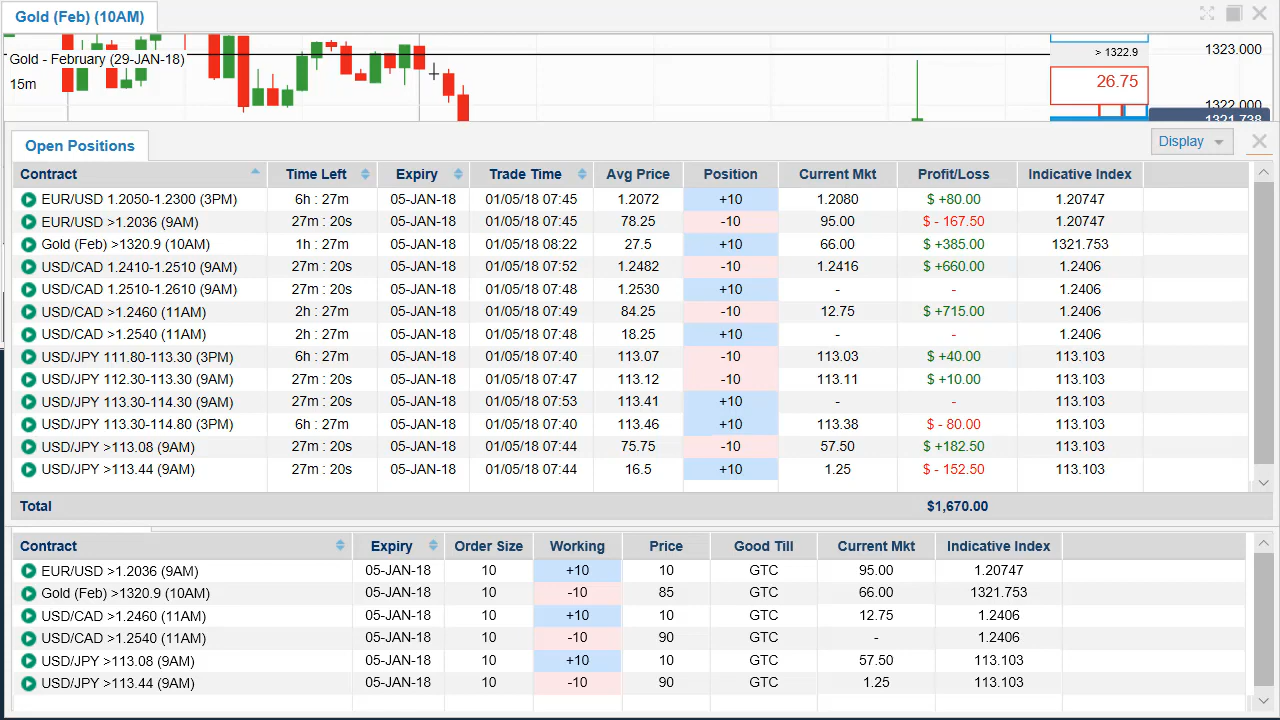 Gold (Feb) (10AM)
Gold - February (29-JAN-18)
15m
> 1322.9
26.75
1323.000
1322.000
1321.738
Open Positions
Display
Contract Time Left Expiry Trade Time Avg Price Position Current Mkt Profit/Loss Indicative Index
EUR/USD 1.2050-1.2300 (3PM) 6h : 27m 05-JAN-18 01/05/18 07:45 1.2072 +10 1.2080 $ +80.00 1.20747
EUR/USD >1.2036 (9AM) 27m : 20s 05-JAN-18 01/05/18 07:45 78.25 -10 95.00 $ - 167.50 1.20747
Gold (Feb) >1320.9 (10AM) 1h : 27m 05-JAN-18 01/05/18 08:22 27.5 +10 66.00 $ +385.00 1321.753
USD/CAD 1.2410-1.2510 (9AM) 27m : 20s 05-JAN-18 01/05/18 07:52 1.2482 -10 1.2416 $ +660.00 1.2406
USD/CAD 1.2510-1.2610 (9AM) 27m : 20s 05-JAN-18 01/05/18 07:48 1.2530 +10 - - 1.2406
USD/CAD >1.2460 (11AM) 2h : 27m 05-JAN-18 01/05/18 07:49 84.25 -10 12.75 $ +715.00 1.2406
USD/CAD >1.2540 (11AM) 2h : 27m 05-JAN-18 01/05/18 07:48 18.25 +10 - - 1.2406
USD/JPY 111.80-113.30 (3PM) 6h : 27m 05-JAN-18 01/05/18 07:40 113.07 -10 113.03 $ +40.00 113.103
USD/JPY 112.30-113.30 (9AM) 27m : 20s 05-JAN-18 01/05/18 07:47 113.12 -10 113.11 $ +10.00 113.103
USD/JPY 113.30-114.30 (9AM) 27m : 20s 05-JAN-18 01/05/18 07:53 113.41 +10 - - 113.103
USD/JPY 113.30-114.80 (3PM) 6h : 27m 05-JAN-18 01/05/18 07:40 113.46 +10 113.38 $ - 80.00 113.103
USD/JPY >113.08 (9AM) 27m : 20s 05-JAN-18 01/05/18 07:44 75.75 -10 57.50 $ +182.50 113.103
USD/JPY >113.44 (9AM) 27m : 20s 05-JAN-18 01/05/18 07:44 16.5 +10 1.25 $ - 152.50 113.103
Total $1,670.00
Contract Expiry Order Size Working Price Good Till Current Mkt Indicative Index
EUR/USD >1.2036 (9AM) 05-JAN-18 10 +10 10 GTC 95.00 1.20747
Gold (Feb) >1320.9 (10AM) 05-JAN-18 10 -10 85 GTC 66.00 1321.753
USD/CAD >1.2460 (11AM) 05-JAN-18 10 +10 10 GTC 12.75 1.2406
USD/CAD >1.2540 (11AM) 05-JAN-18 10 -10 90 GTC - 1.2406
USD/JPY >113.08 (9AM) 05-JAN-18 10 +10 10 GTC 57.50 113.103
USD/JPY >113.44 (9AM) 05-JAN-18 10 -10 90 GTC 1.25 113.103